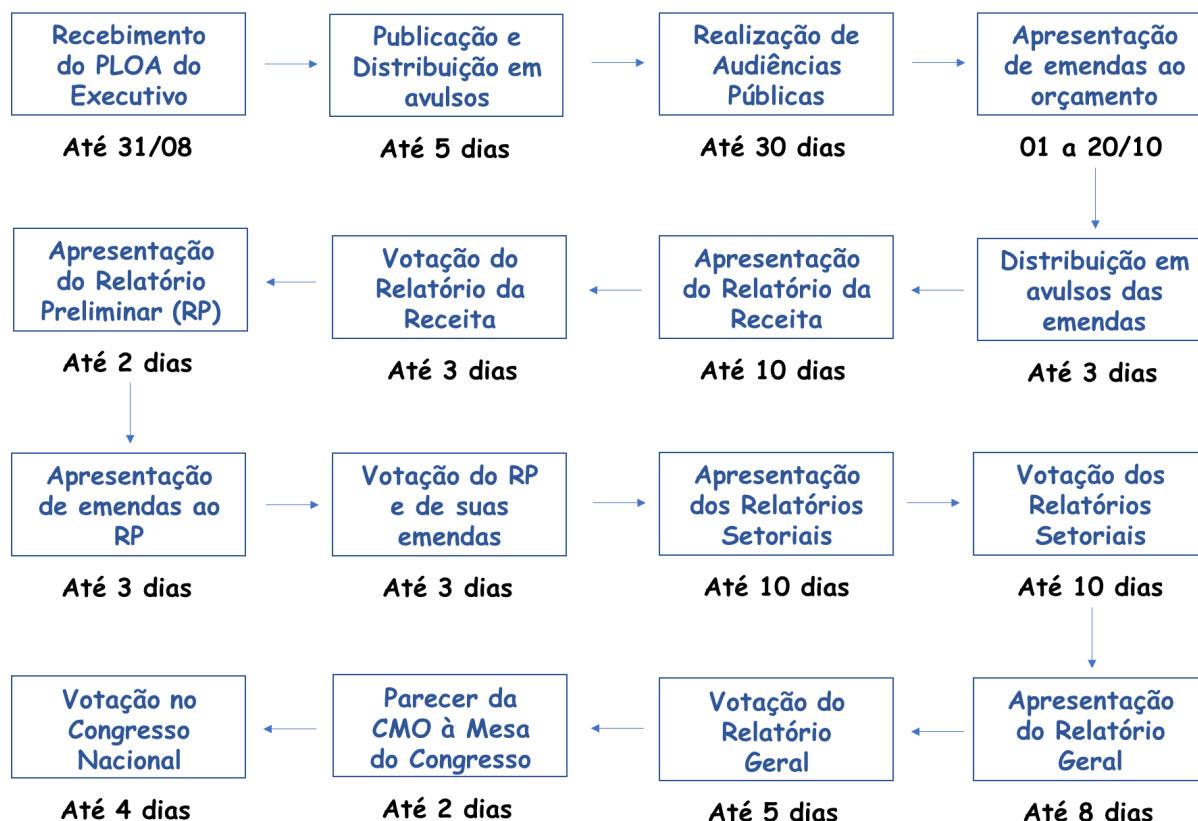 Recebimento
do PLOA do
Executivo
Até 31/08
Publicação e
Distribuição em
avulsos
Até 5 dias
Realização de
Audiências
Públicas
Até 30 dias
Apresentação
de emendas ao
orçamento
01 a 20/10
Distribuição em
avulsos das
emendas
Até 3 dias
Apresentação
do Relatório da
Receita
Até 10 dias
Votação do
Relatório da
Receita
Até 3 dias
Apresentação
do Relatório
Preliminar (RP)
Até 2 dias
Apresentação
de emendas ao
RP
Até 3 dias
Votação do RP
e de suas
emendas
Até 3 dias
Apresentação
dos Relatórios
Setoriais
Até 10 dias
Votação dos
Relatórios
Setoriais
Até 10 dias
Apresentação
do Relatório
Geral
Até 8 dias
Votação do
Relatório
Geral
Até 5 dias
Parecer da
CMO à Mesa
do Congresso
Até 2 dias
Votação no
Congresso
Nacional
Até 4 dias